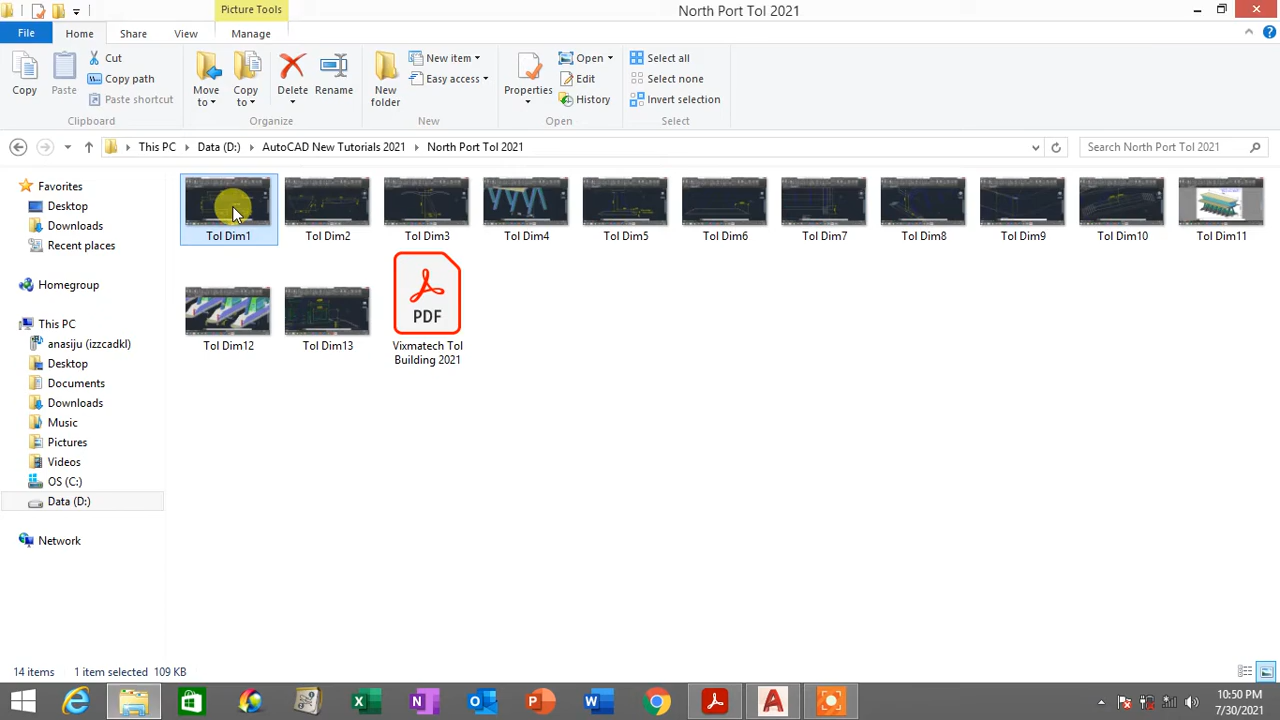 Picture Tools
North Port Tol 2021
File
Home
Share
View
Manage
Copy
Paste
Cut
Copy path
Paste shortcut
Clipboard
Move to
Copy to
Delete
Rename
Organize
New folder
New item
Easy access
New
Properties
Open
Edit
History
Open
Select all
Select none
Invert selection
Select
This PC
Data (D:)
AutoCAD New Tutorials 2021
North Port Tol 2021
Search North Port Tol 2021
Favorites
Desktop
Downloads
Recent places
Homegroup
This PC
anasiju (izzcadkl)
Desktop
Documents
Downloads
Music
Pictures
Videos
OS (C:)
Data (D:)
Network
Tol Dim1
Tol Dim2
Tol Dim3
Tol Dim4
Tol Dim5
Tol Dim6
Tol Dim7
Tol Dim8
Tol Dim9
Tol Dim10
Tol Dim11
Tol Dim12
Tol Dim13
PDF
Vixmatech Tol
Building 2021
14 items
1 item selected 109 KB
10:50 PM
7/30/2021